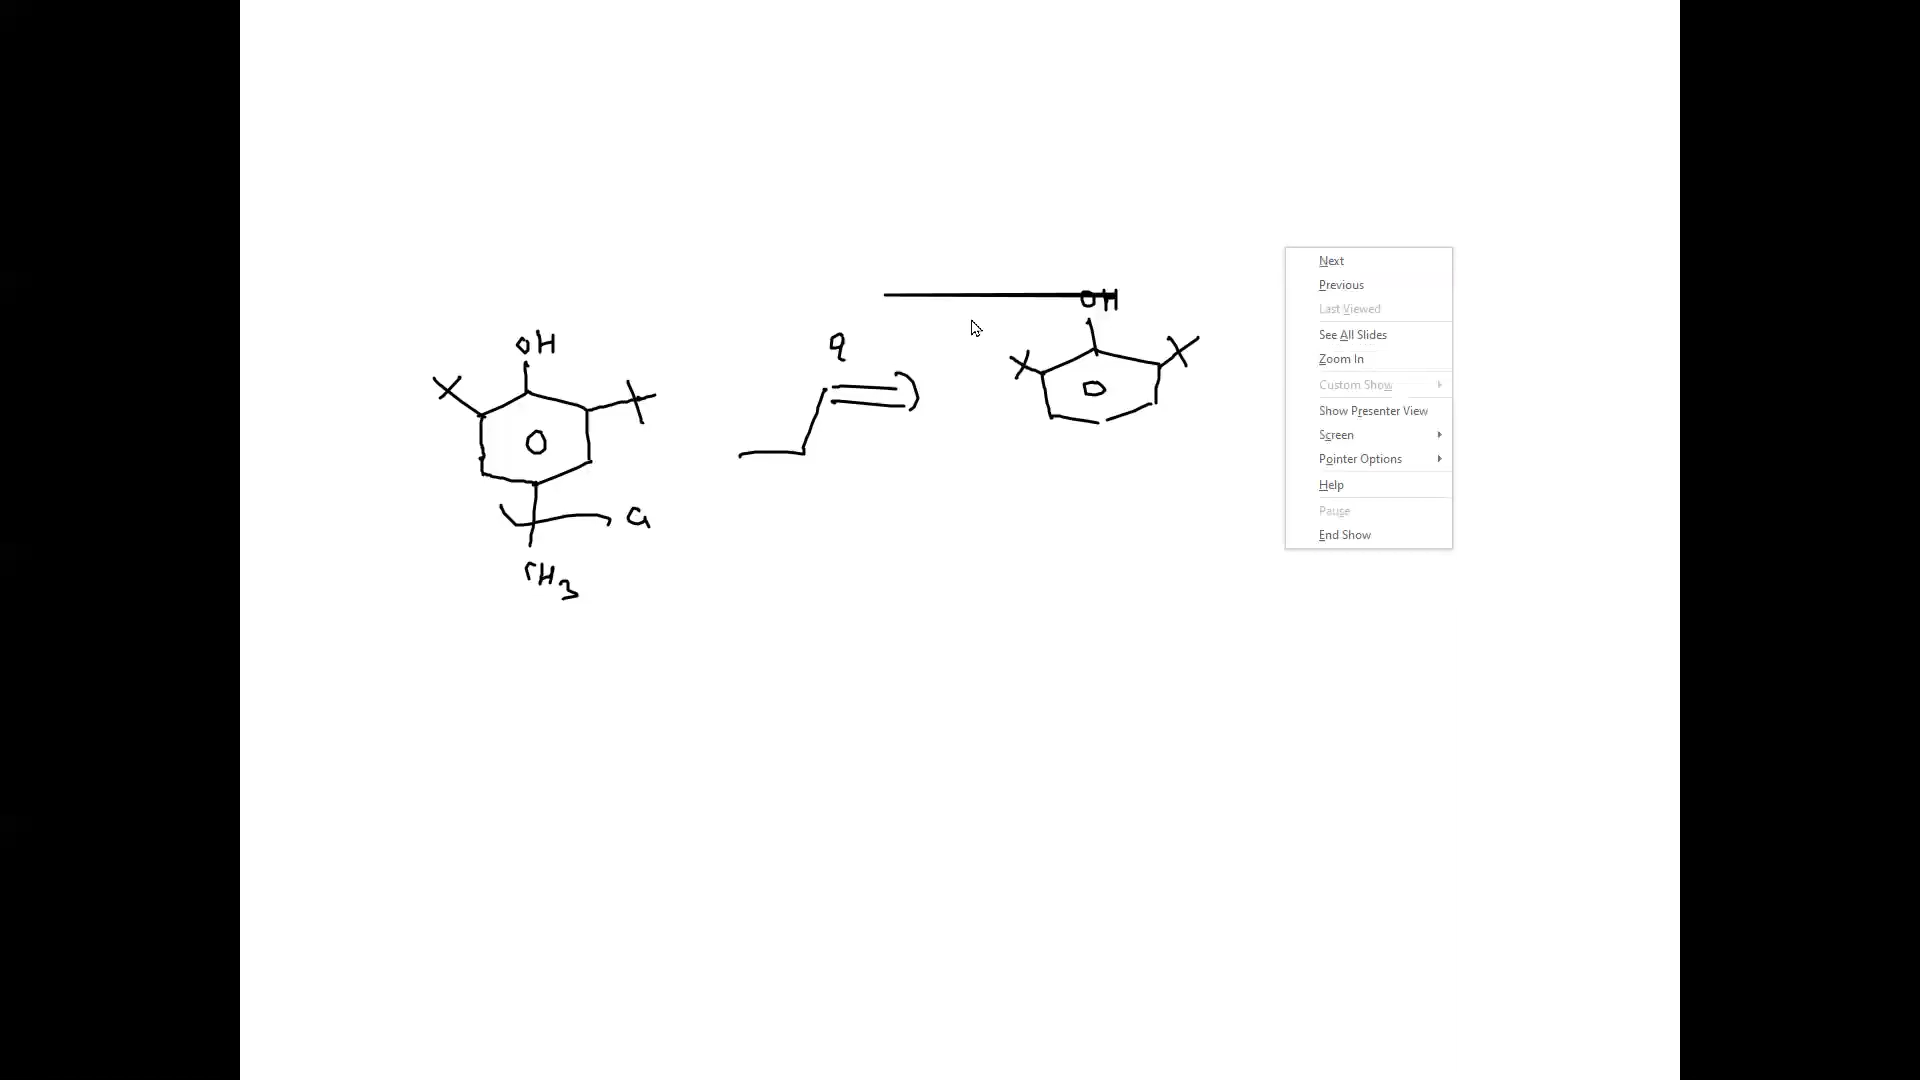 OH
OH
q
Cl
CH3
Next
Previous
Last Viewed
See All Slides
Zoom In
Custom Show
Show Presenter View
Screen
Pointer Options
Help
Pause
End Show